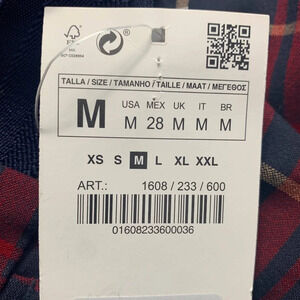 FSC
MIX
TALLA / SIZE / TAMANHO / TAILLE / MAAT / ΜΕΓΕΘΟΣ
M
USA MEX UK IT BR
M 28 M M M
XS S M L XL XXL
ART.: 1608 / 233 / 600
01608233600036